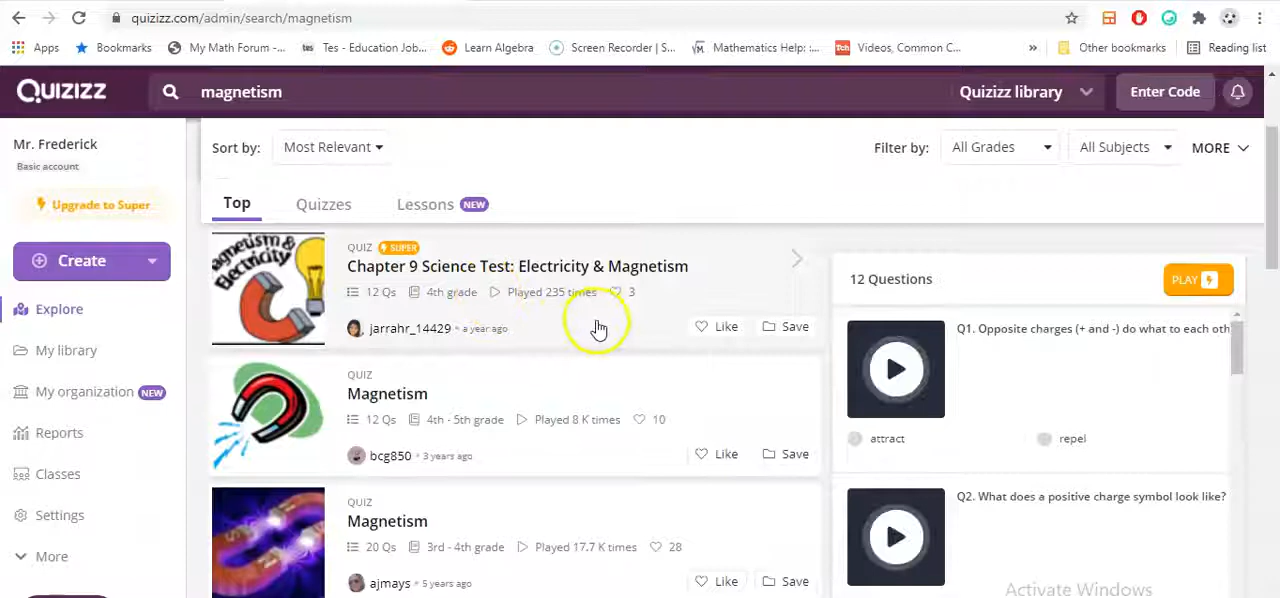 quizizz.com/admin/search/magnetism
Apps Bookmarks My Math Forum -... Tes - Education Job... Learn Algebra Screen Recorder | S... Mathematics Help: :... Tch Videos, Common C... » Other bookmarks Reading list
QUIZIZZ magnetism Quizizz library Enter Code
Mr. Frederick
Basic account
Upgrade to Super
Create
Explore
My library
My organization NEW
Reports
Classes
Settings
More
Sort by: Most Relevant Filter by: All Grades All Subjects MORE
Top Quizzes Lessons NEW
Magnetism & Electricity
QUIZ SUPER
Chapter 9 Science Test: Electricity & Magnetism
12 Qs 4th grade Played 235 times 3
jarrahr_14429 • a year ago Like Save
QUIZ
Magnetism
12 Qs 4th - 5th grade Played 8 K times 10
bcg850 • 3 years ago Like Save
QUIZ
Magnetism
20 Qs 3rd - 4th grade Played 17.7 K times 28
ajmays • 5 years ago Like Save
12 Questions PLAY
Q1. Opposite charges (+ and -) do what to each oth
attract repel
Q2. What does a positive charge symbol look like?
Activate Windows